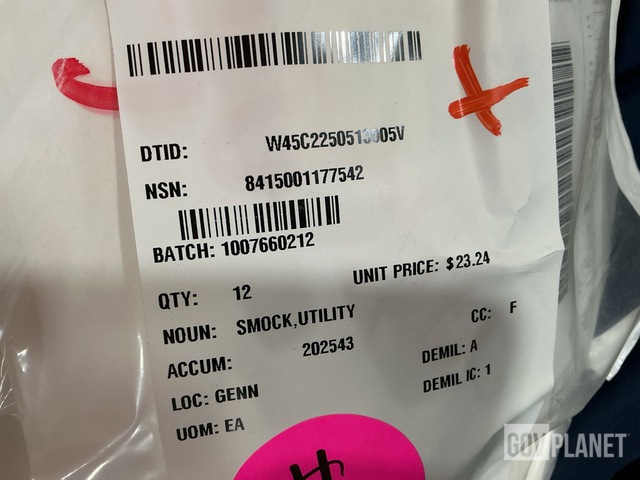 DTID: W45C2250513005V
NSN: 8415001177542
BATCH: 1007660212
QTY: 12 UNIT PRICE: $23.24
NOUN: SMOCK,UTILITY CC: F
ACCUM: 202543 DEMIL: A
LOC: GENN DEMIL IC: 1
UOM: EA
GOVPLANET